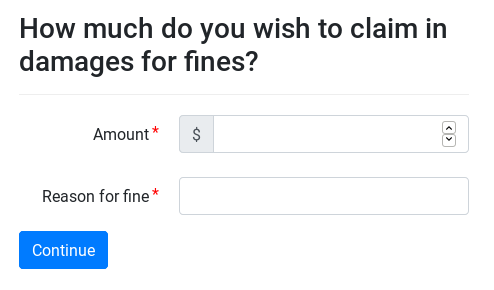 How much do you wish to claim in
damages for fines?
Amount *
$
Reason for fine *
Continue